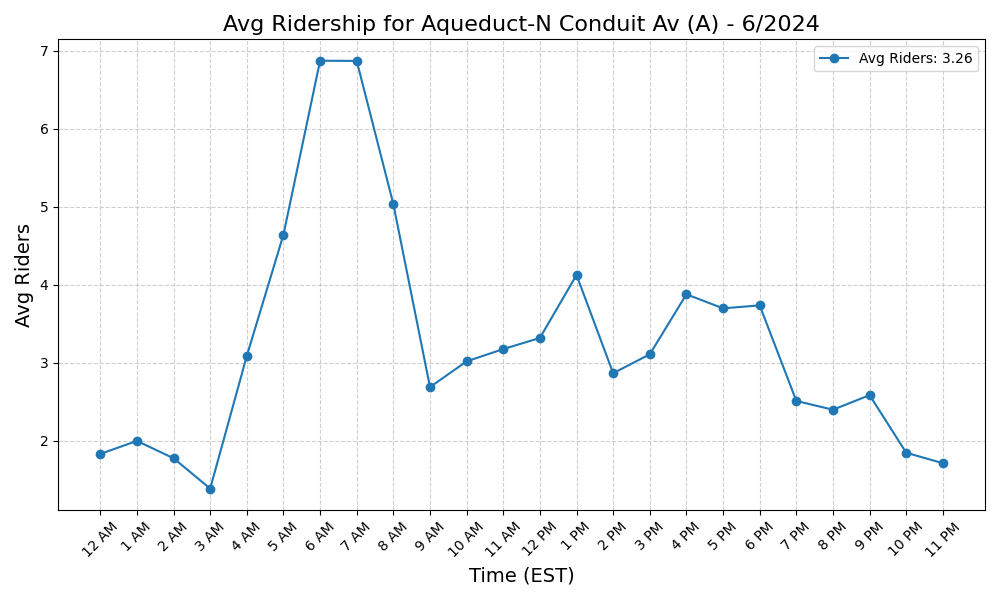 Avg Ridership for Aqueduct-N Conduit Av (A) - 6/2024
Avg Riders: 3.26
7
6
5
4
3
2
Avg Riders
12 AM
1 AM
2 AM
3 AM
4 AM
5 AM
6 AM
7 AM
8 AM
9 AM
10 AM
11 AM
12 PM
1 PM
2 PM
3 PM
4 PM
5 PM
6 PM
7 PM
8 PM
9 PM
10 PM
11 PM
Time (EST)